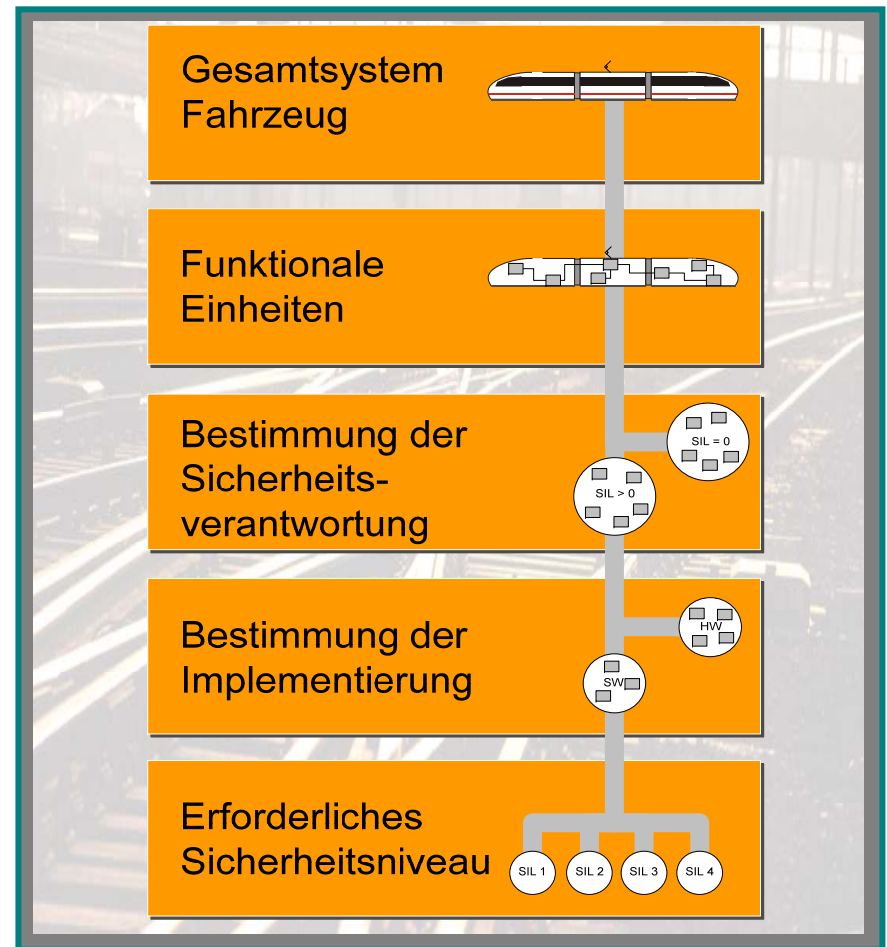 Gesamtsystem
Fahrzeug
Funktionale
Einheiten
Bestimmung der
Sicherheits-
verantwortung
SIL = 0
SIL > 0
Bestimmung der
Implementierung
HW
SW
Erforderliches
Sicherheitsniveau
SIL 1
SIL 2
SIL 3
SIL 4